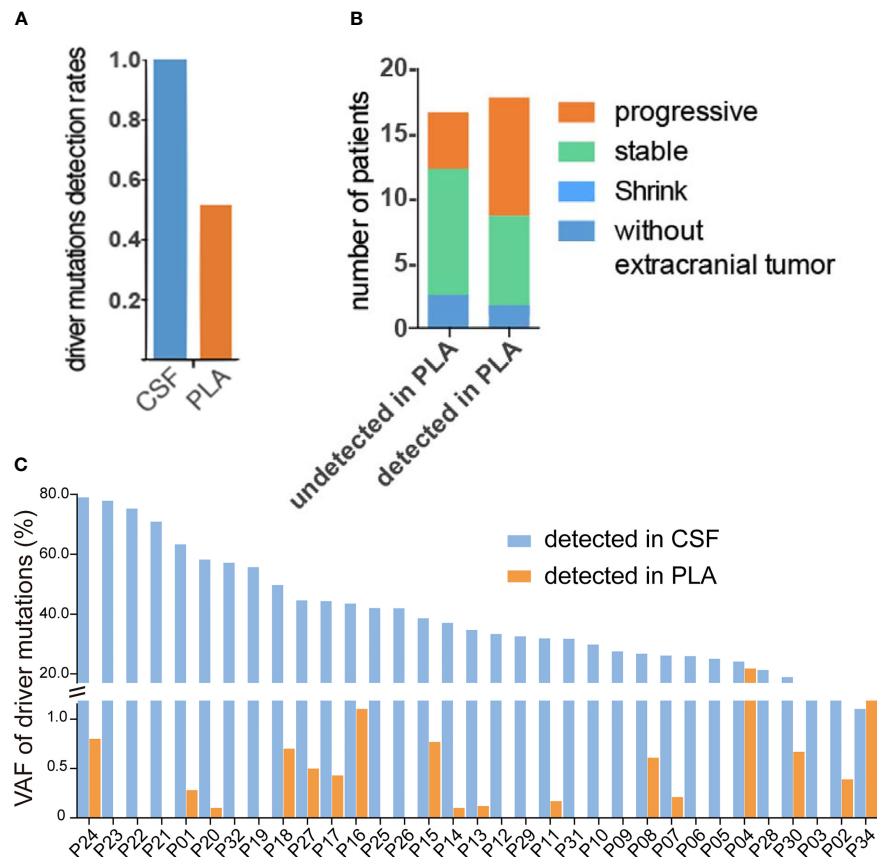 A
driver mutations detection rates
1.0
0.8
0.6
0.4
0.2
CSF
PLA
B
number of patients
20
15
10
5
0
undetected in PLA
detected in PLA
progressive
stable
Shrink
without
extracranial tumor
C
VAF of driver mutations (%)
80.0
60.0
40.0
20.0
1.0
0.5
0
detected in CSF
detected in PLA
P24
P23
P22
P21
P01
P20
P32
P19
P18
P27
P17
P16
P25
P26
P15
P14
P13
P12
P29
P11
P31
P10
P09
P08
P07
P06
P05
P04
P28
P30
P03
P02
P34